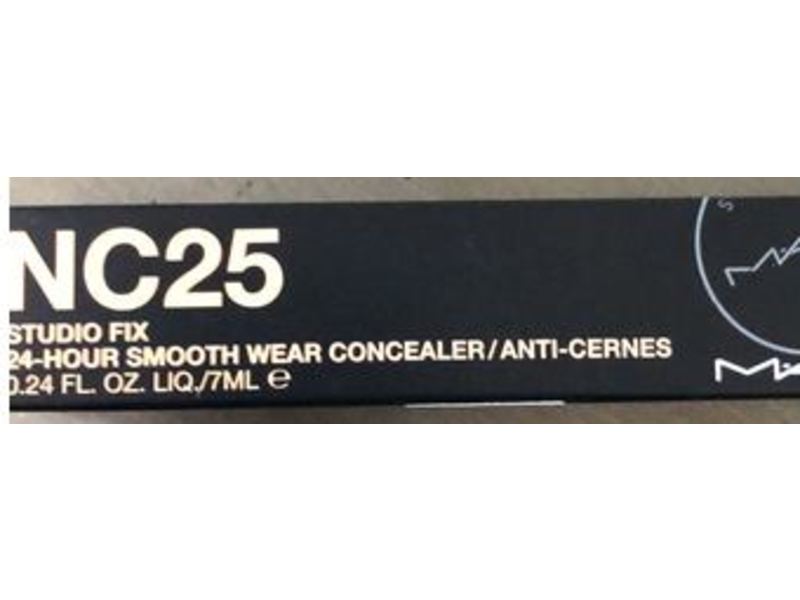 NC25
STUDIO FIX
24-HOUR SMOOTH WEAR CONCEALER/ANTI-CERNES
0.24 FL. OZ. LIQ./7ML ℮